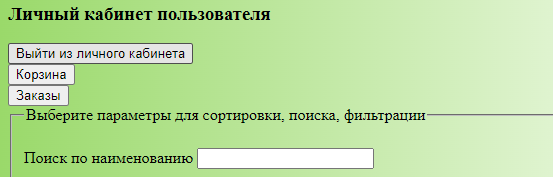 Личный кабинет пользователя
Выйти из личного кабинета
Корзина
Заказы
Выберите параметры для сортировки, поиска, фильтрации
Поиск по наименованию